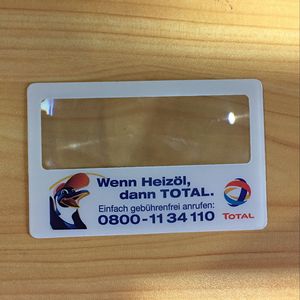 Wenn Heizöl,
dann TOTAL.
Einfach gebührenfrei anrufen:
0800-11 34 110
TOTAL